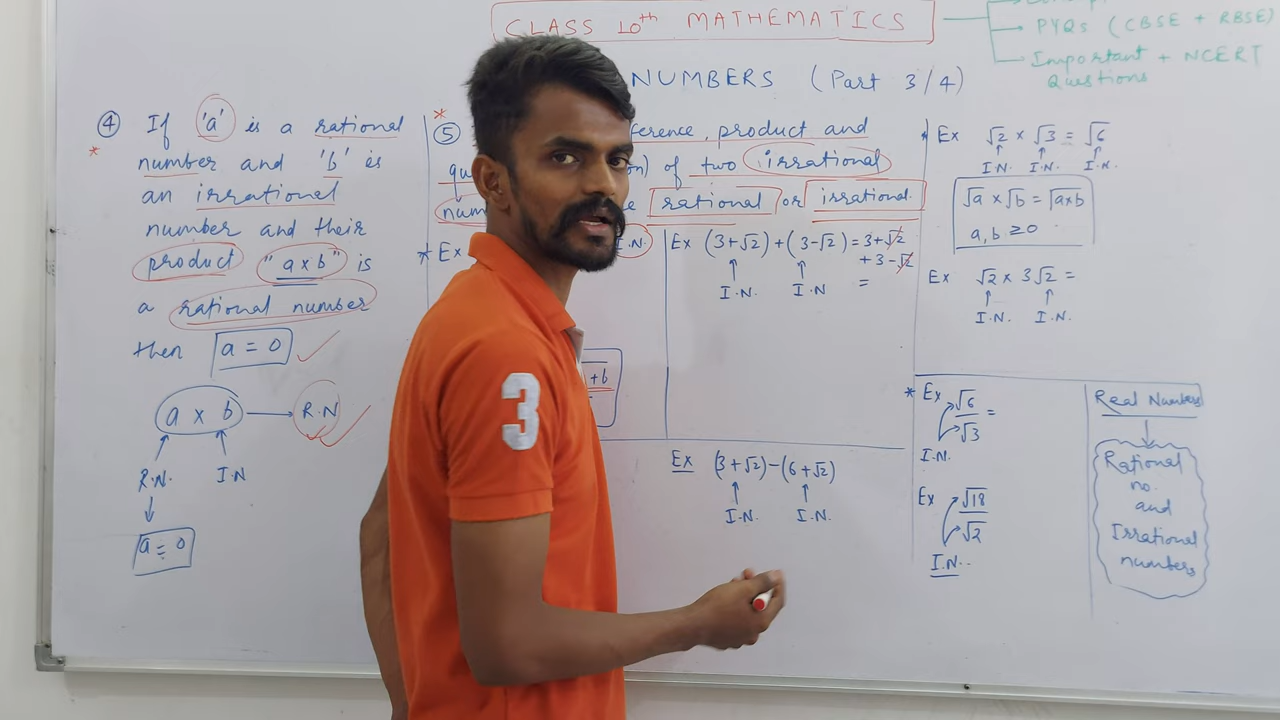 CLASS 10th MATHEMATICS
PYQs (CBSE + RBSE)
Important + NCERT
Questions
NUMBERS (Part 3/4)
* ④ If 'a' is a rational
number and 'b' is
an irrational
number and their
product "a×b" is
a rational number
then a = 0
a × b → R.N
R.N. I.N
a = 0
* ⑤ product and
of two irrational
rational or irrational.
* Ex I.N.
+b
Ex (3+√2)+(3-√2) = 3+√2
+3-√2
I.N. I.N =
Ex (3+√2)-(6+√2)
I.N. I.N.
Ex √2 × √3 = √6
I.N. I.N. I.N.
√a × √b = √a×b
a, b ≥ 0
Ex √2 × 3√2 =
I.N. I.N.
* Ex √6 =
√3
I.N.
Ex √18
√2
I.N..
Real Numbers
Rational
no.
and
Irrational
numbers
3